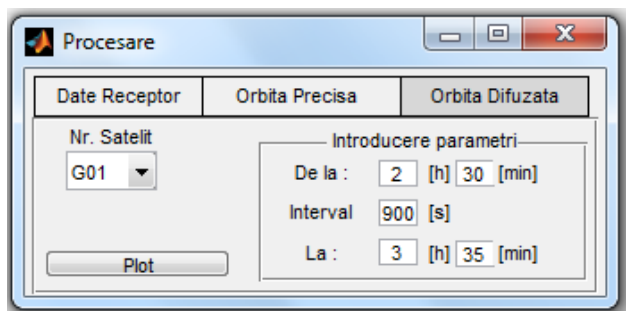 Procesare
Date Receptor Orbita Precisa Orbita Difuzata
Nr. Satelit
G01
Plot
Introducere parametri
De la : 2 [h] 30 [min]
Interval 900 [s]
La : 3 [h] 35 [min]